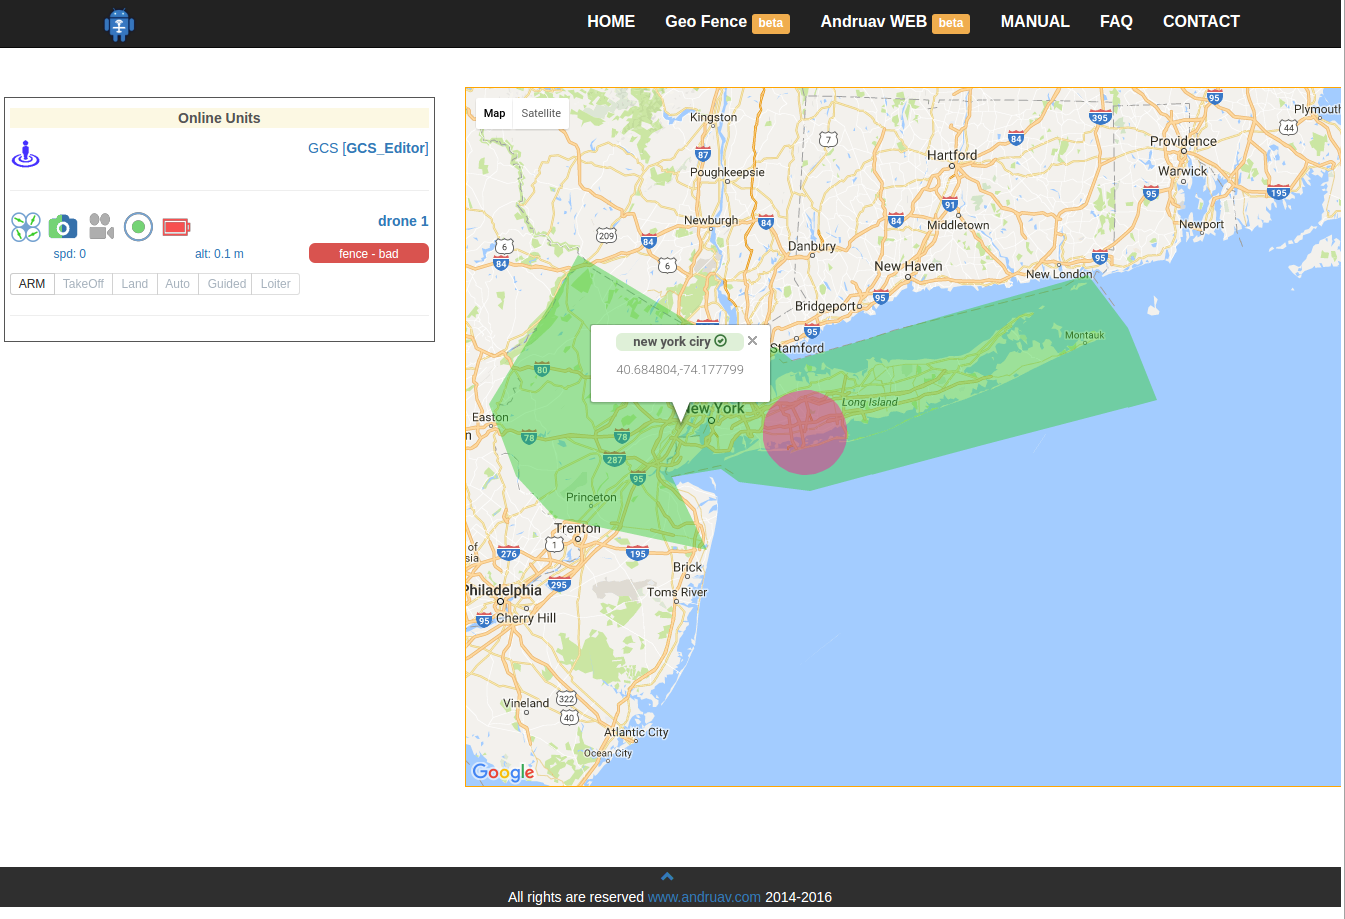 HOME Geo Fence beta Andruav WEB beta MANUAL FAQ CONTACT
Online Units
GCS [GCS_Editor]
drone 1
spd: 0 alt: 0.1 m fence - bad
ARM TakeOff Land Auto Guided Loiter
Map Satellite
Kingston
95
395
Plymouth
44
7
84
Providence
87
Hartford
Poughkeepsie
Warwick
95
195
91
Newburgh
84
84
Middletown
Newport
209
84
6
Danbury
6
84
New Haven
95
New London
95
Bridgeport
95
Stamford
Montauk
new york ciry
40.684804,-74.177799
80
Long Island
New York
Easton
n
78
78
287
95
Princeton
Trenton
1
of
sia
276
195
Brick
295
Philadelphia
Toms River
95
Cherry Hill
322
Vineland
40
Atlantic City
Ocean City
Google
All rights are reserved www.andruav.com 2014-2016